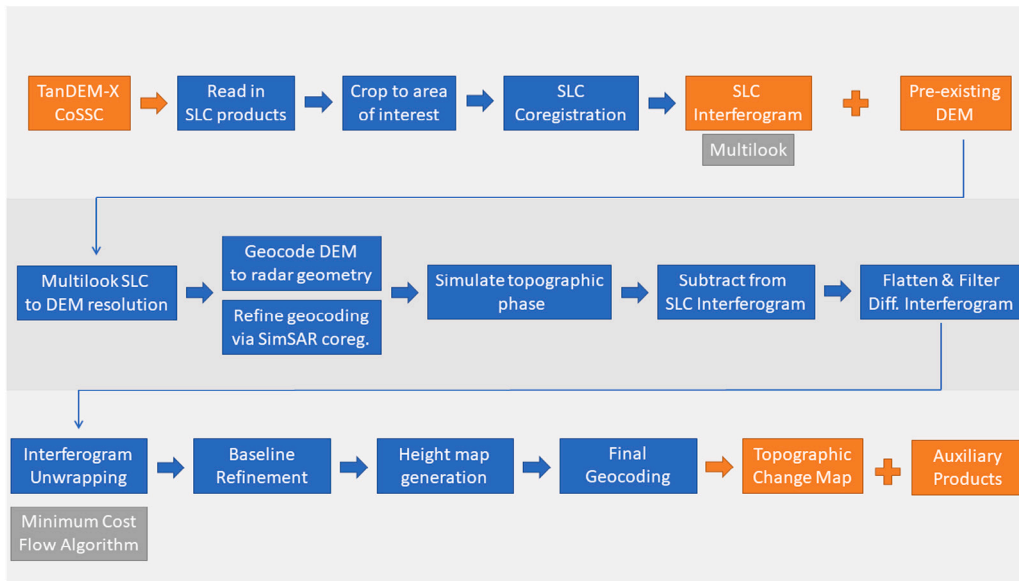 TanDEM-X
CoSSC
Read in
SLC products
Crop to area
of interest
SLC
Coregistration
SLC
Interferogram
Multilook
Pre-existing
DEM
Multilook SLC
to DEM resolution
Geocode DEM
to radar geometry
Refine geocoding
via SimSAR coreg.
Simulate topographic
phase
Subtract from
SLC Interferogram
Flatten & Filter
Diff. Interferogram
Interferogram
Unwrapping
Minimum Cost
Flow Algorithm
Baseline
Refinement
Height map
generation
Final
Geocoding
Topographic
Change Map
Auxiliary
Products